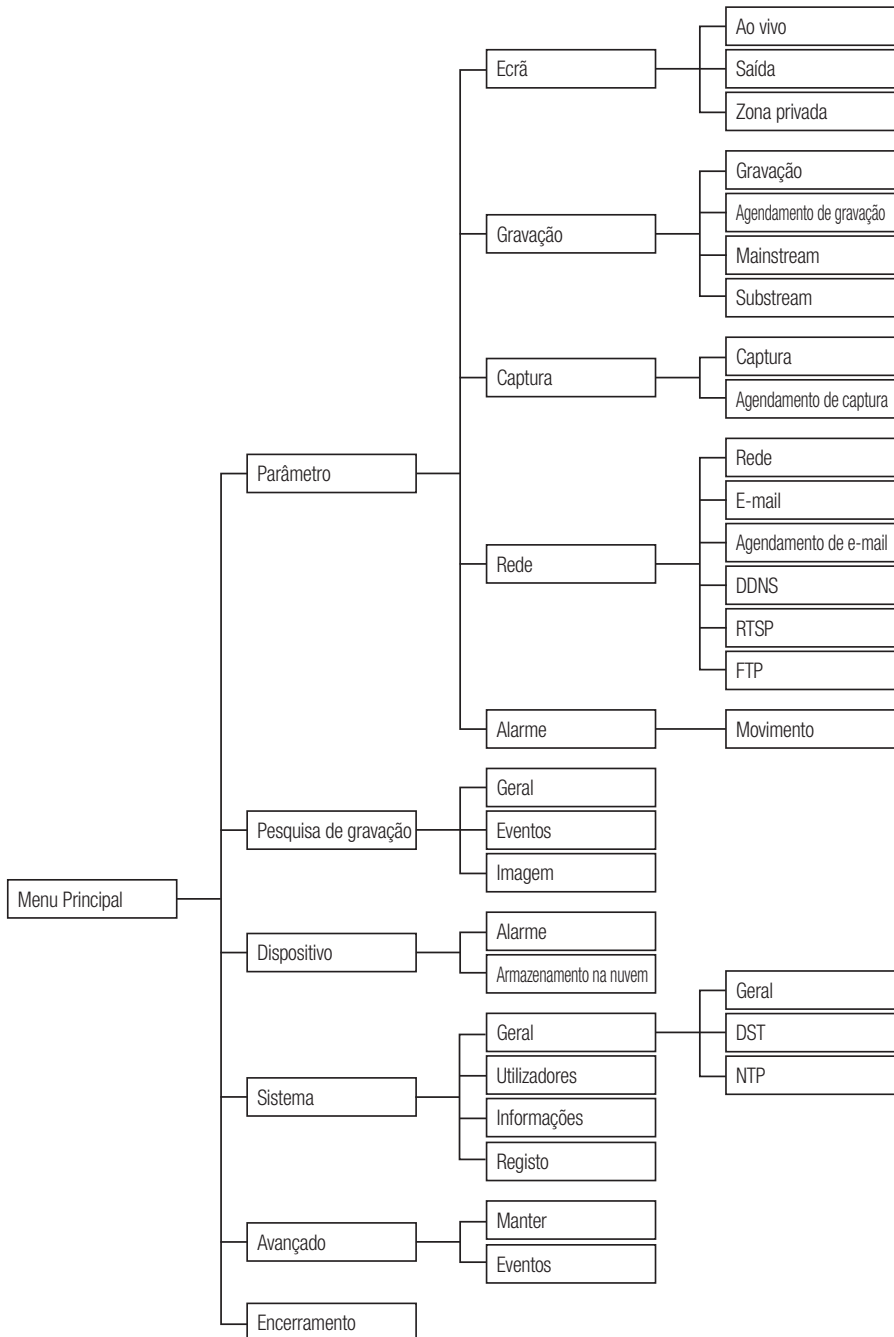 Ao vivo
Ecrã
Saída
Zona privada
Gravação
Agendamento de gravação
Gravação
Mainstream
Substream
Captura
Captura
Agendamento de captura
Rede
Parâmetro
E-mail
Agendamento de e-mail
Rede
DDNS
RTSP
FTP
Alarme
Movimento
Geral
Pesquisa de gravação
Eventos
Imagem
Menu Principal
Alarme
Dispositivo
Armazenamento na nuvem
Geral
Geral
DST
Utilizadores
NTP
Sistema
Informações
Registo
Manter
Avançado
Eventos
Encerramento